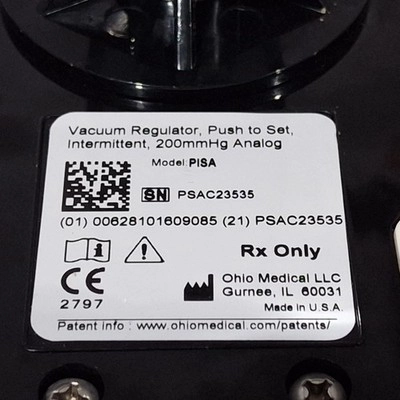 Vacuum Regulator, Push to Set,
Intermittent, 200mmHg Analog
Model: PISA
SN PSAC23535
(01) 00628101609085 (21) PSAC23535
Rx Only
CE
2797
Ohio Medical LLC
Gurnee, IL 60031
Made in U.S.A.
Patent info : www.ohiomedical.com/patents/